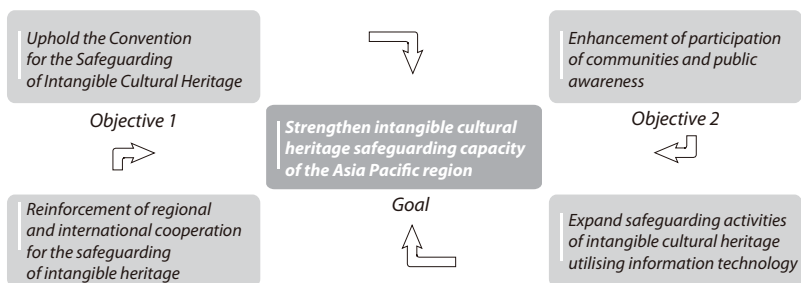 Uphold the Convention
for the Safeguarding
of Intangible Cultural Heritage
Enhancement of participation
of communities and public
awareness
Objective 1
Strengthen intangible cultural
heritage safeguarding capacity
of the Asia Pacific region
Objective 2
Goal
Reinforcement of regional
and international cooperation
for the safeguarding
of intangible heritage
Expand safeguarding activities
of intangible cultural heritage
utilising information technology